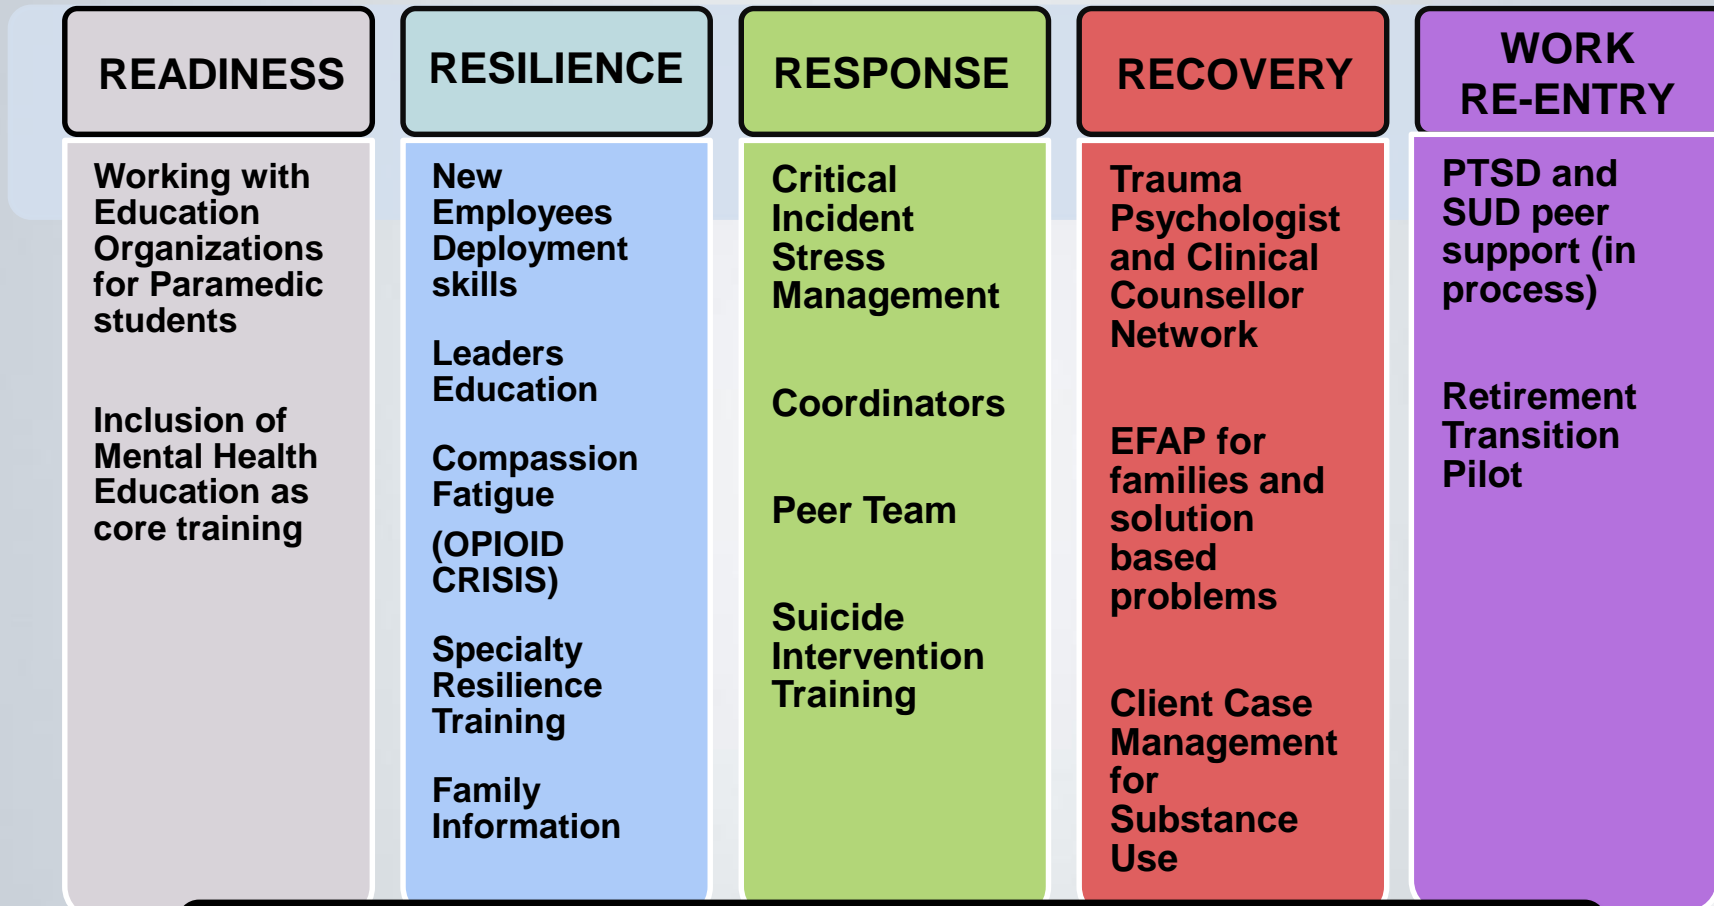 READINESS
Working with
Education
Organizations
for Paramedic
students
Inclusion of
Mental Health
Education as
core training
RESILIENCE
New
Employees
Deployment
skills
Leaders
Education
Compassion
Fatigue
(OPIOID
CRISIS)
Specialty
Resilience
Training
Family
Information
RESPONSE
Critical
Incident
Stress
Management
Coordinators
Peer Team
Suicide
Intervention
Training
RECOVERY
Trauma
Psychologist
and Clinical
Counsellor
Network
EFAP for
families and
solution
based
problems
Client Case
Management
for
Substance
Use
WORK
RE-ENTRY
PTSD and
SUD peer
support (in
process)
Retirement
Transition
Pilot